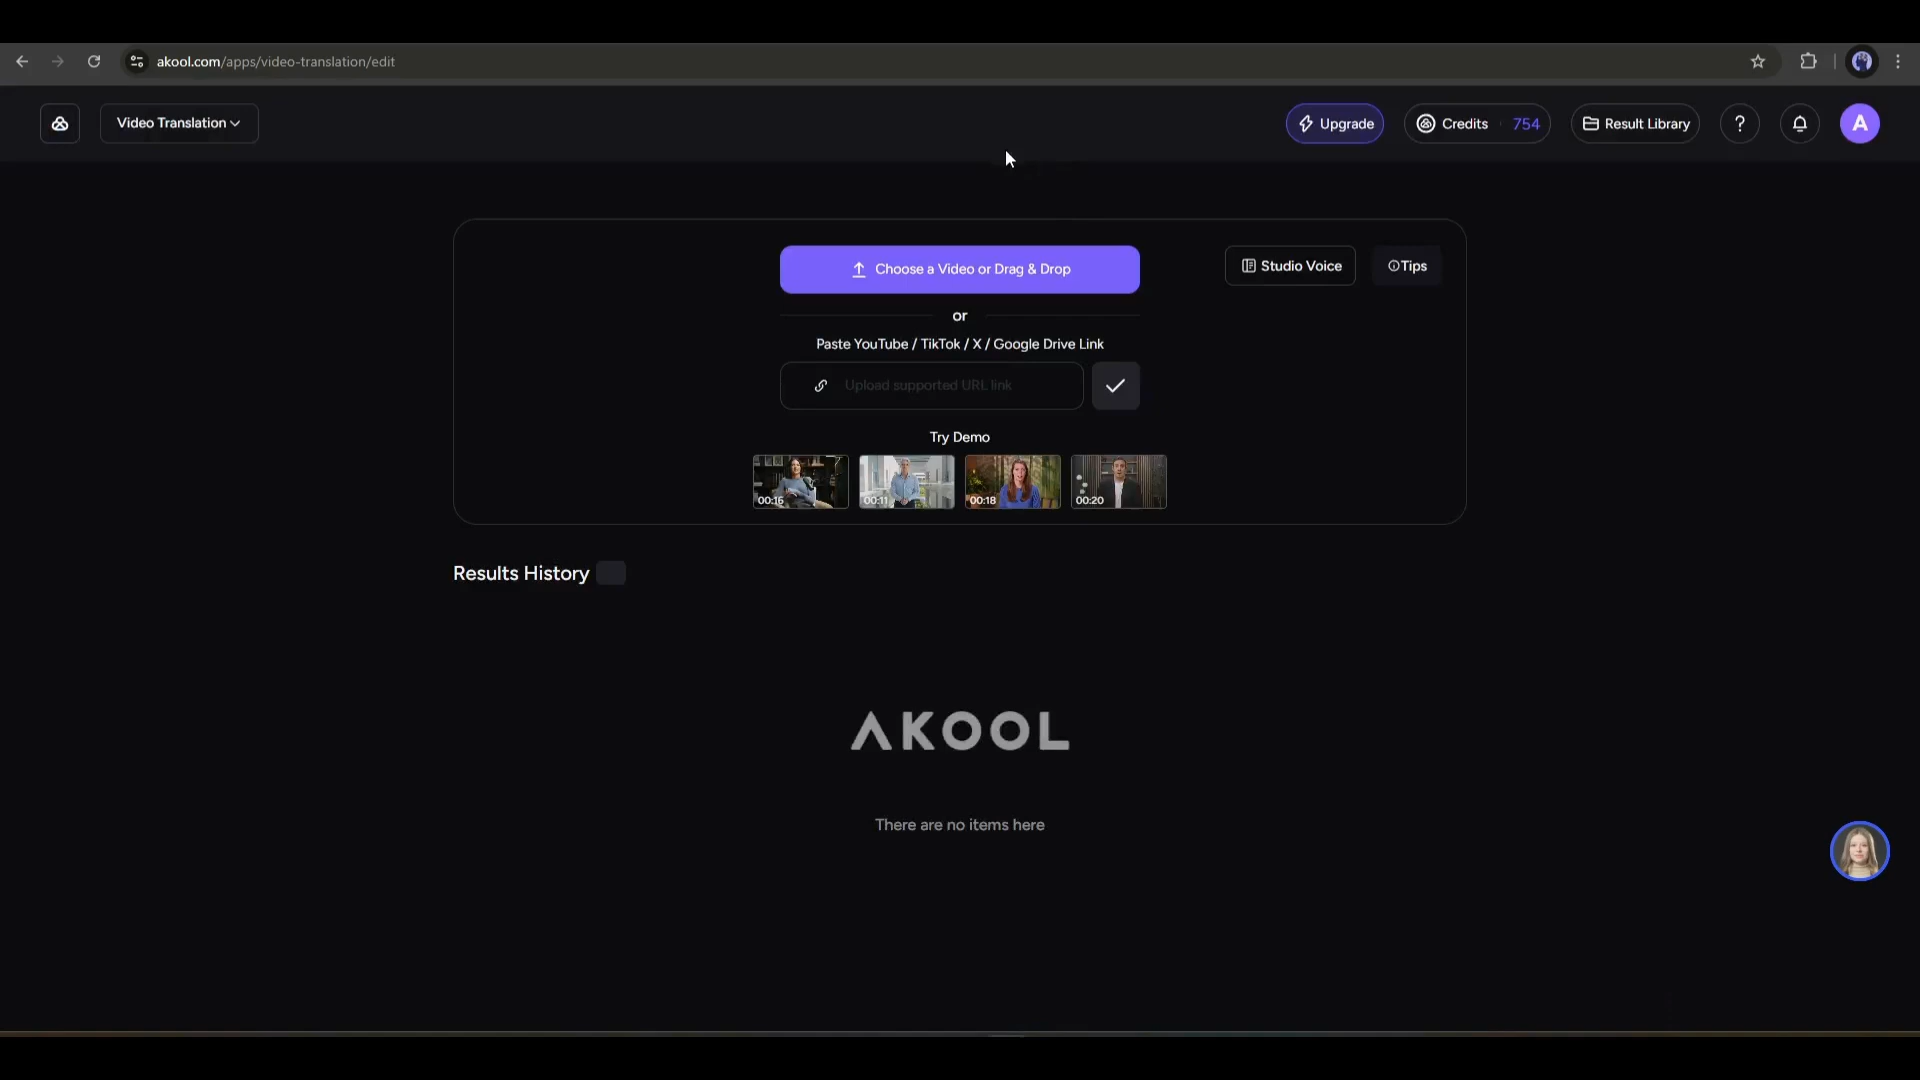 akool.com/apps/video-translation/edit
Video Translation
Upgrade
Credits 754
Result Library
?
A
Choose a Video or Drag & Drop
Studio Voice
Tips
or
Paste YouTube / TikTok / X / Google Drive Link
Upload supported URL link
Try Demo
00:16
00:11
00:18
00:20
Results History
AKOOL
There are no items here